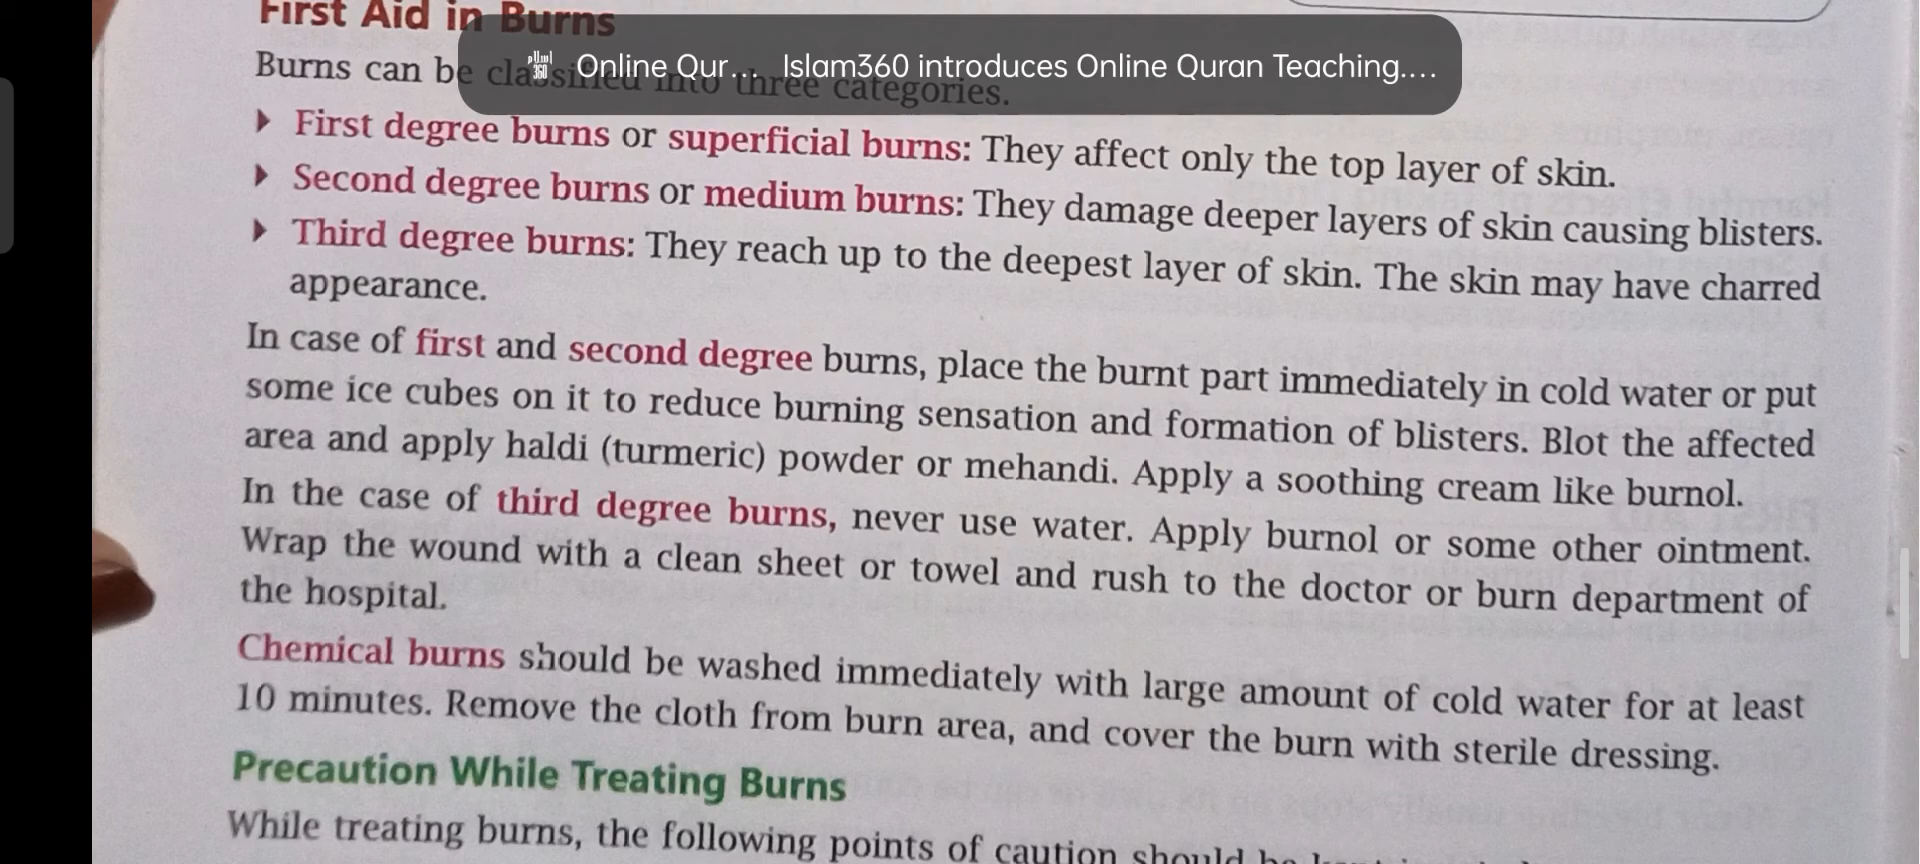 First Aid in Burns
Online Qur... Islam360 introduces Online Quran Teaching....
Burns can be classified into three categories.
First degree burns or superficial burns: They affect only the top layer of skin.
Second degree burns or medium burns: They damage deeper layers of skin causing blisters.
Third degree burns: They reach up to the deepest layer of skin. The skin may have charred
appearance.
In case of first and second degree burns, place the burnt part immediately in cold water or put
some ice cubes on it to reduce burning sensation and formation of blisters. Blot the affected
area and apply haldi (turmeric) powder or mehandi. Apply a soothing cream like burnol.
In the case of third degree burns, never use water. Apply burnol or some other ointment.
Wrap the wound with a clean sheet or towel and rush to the doctor or burn department of
the hospital.
Chemical burns should be washed immediately with large amount of cold water for at least
10 minutes. Remove the cloth from burn area, and cover the burn with sterile dressing.
Precaution While Treating Burns
While treating burns, the following points of caution should be